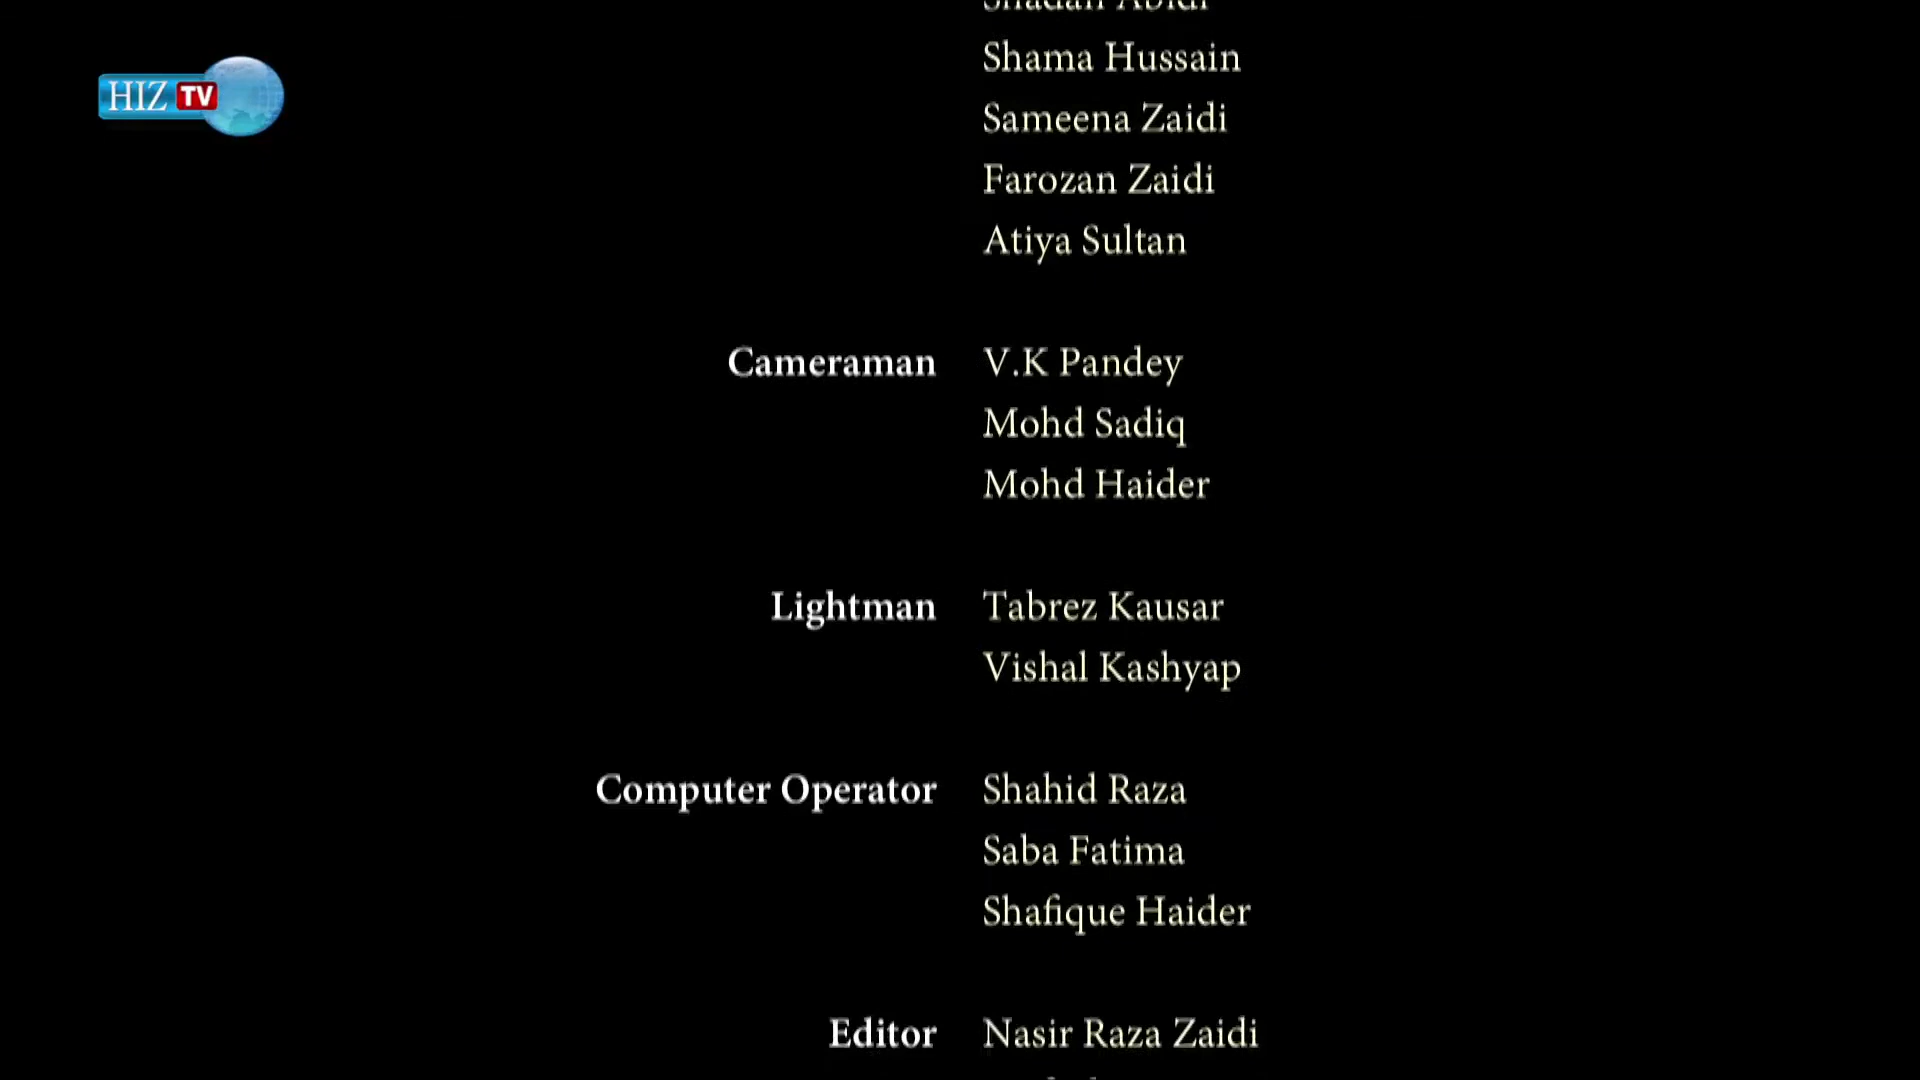 Shama Hussain
HIZ TV
Sameena Zaidi
Farozan Zaidi
Atiya Sultan
Cameraman V.K Pandey
Mohd Sadiq
Mohd Haider
Lightman Tabrez Kausar
Vishal Kashyap
Computer Operator Shahid Raza
Saba Fatima
Shafique Haider
Editor Nasir Raza Zaidi